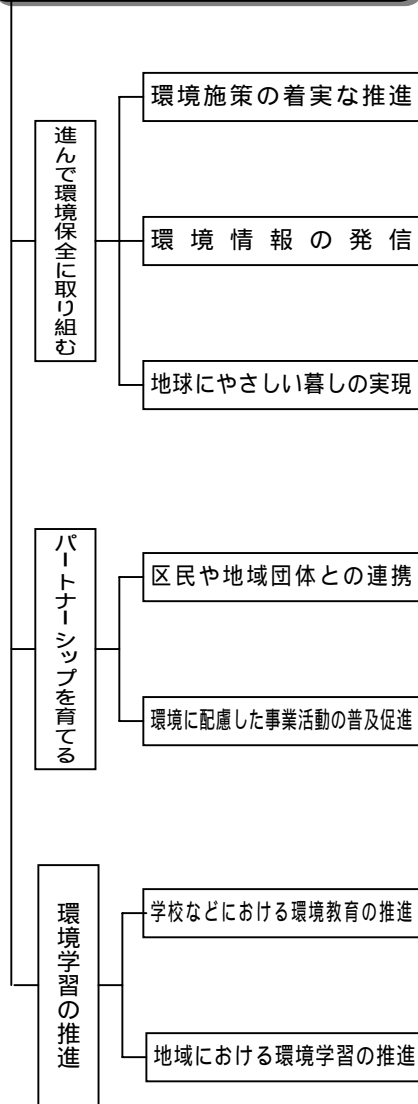 進んで環境保全に取り組む
環境施策の着実な推進
環境情報の発信
地球にやさしい暮しの実現
パートナーシップを育てる
区民や地域団体との連携
環境に配慮した事業活動の普及促進
環境学習の推進
学校などにおける環境教育の推進
地域における環境学習の推進